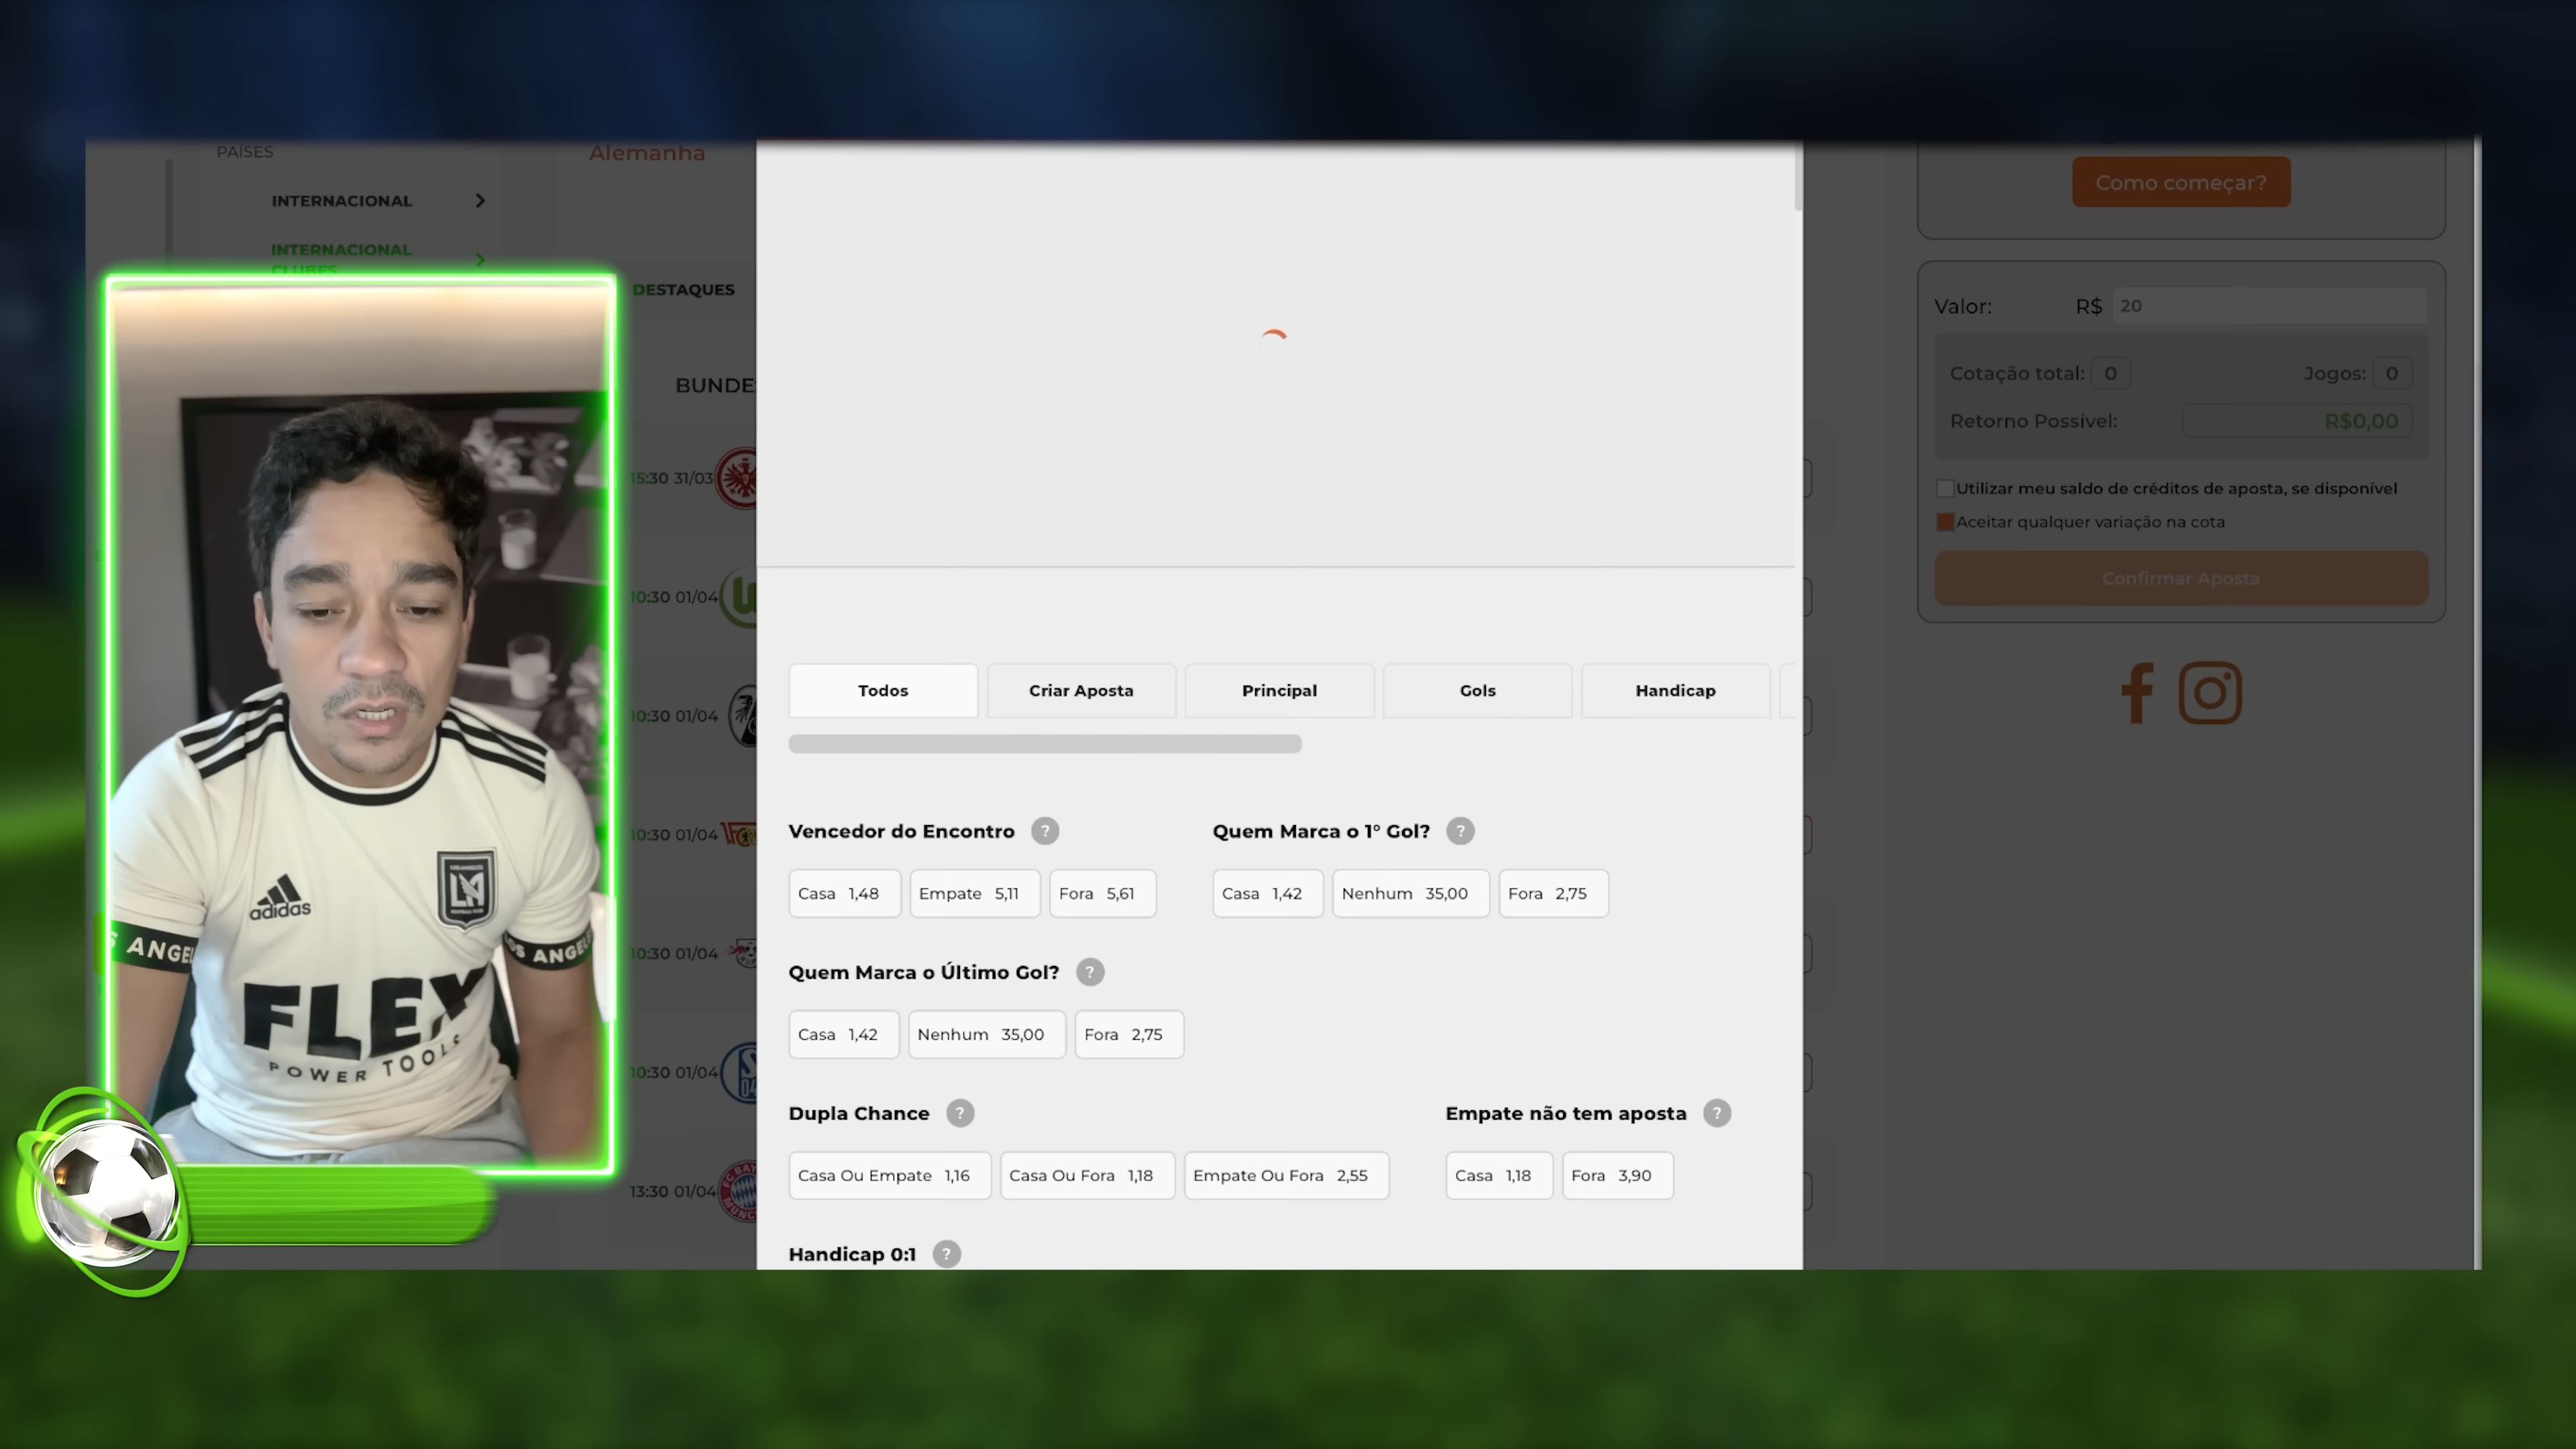 PAÍSES
INTERNACIONAL
INTERNACIONAL
CLUBES
Alemanha
DESTAQUES
15:30 31/03
10:30 01/04
10:30 01/04
10:30 01/04
10:30 01/04
10:30 01/04
13:30 01/04
adidas
ANGE
ANGEL
FLEX
POWER TOOLS
Todos
Criar Aposta
Principal
Gols
Handicap
Vencedor do Encontro ?
Casa 1,48 Empate 5,11 Fora 5,61
Quem Marca o 1° Gol? ?
Casa 1,42 Nenhum 35,00 Fora 2,75
Quem Marca o Último Gol? ?
Casa 1,42 Nenhum 35,00 Fora 2,75
Dupla Chance ?
Casa Ou Empate 1,16 Casa Ou Fora 1,18 Empate Ou Fora 2,55
Empate não tem aposta ?
Casa 1,18 Fora 3,90
Handicap 0:1 ?
Como começar?
Valor: R$ 20
Cotação total: 0 Jogos: 0
Retorno Possível: R$0,00
Utilizar meu saldo de créditos de aposta, se disponível
Aceitar qualquer variação na cota
Confirmar Aposta